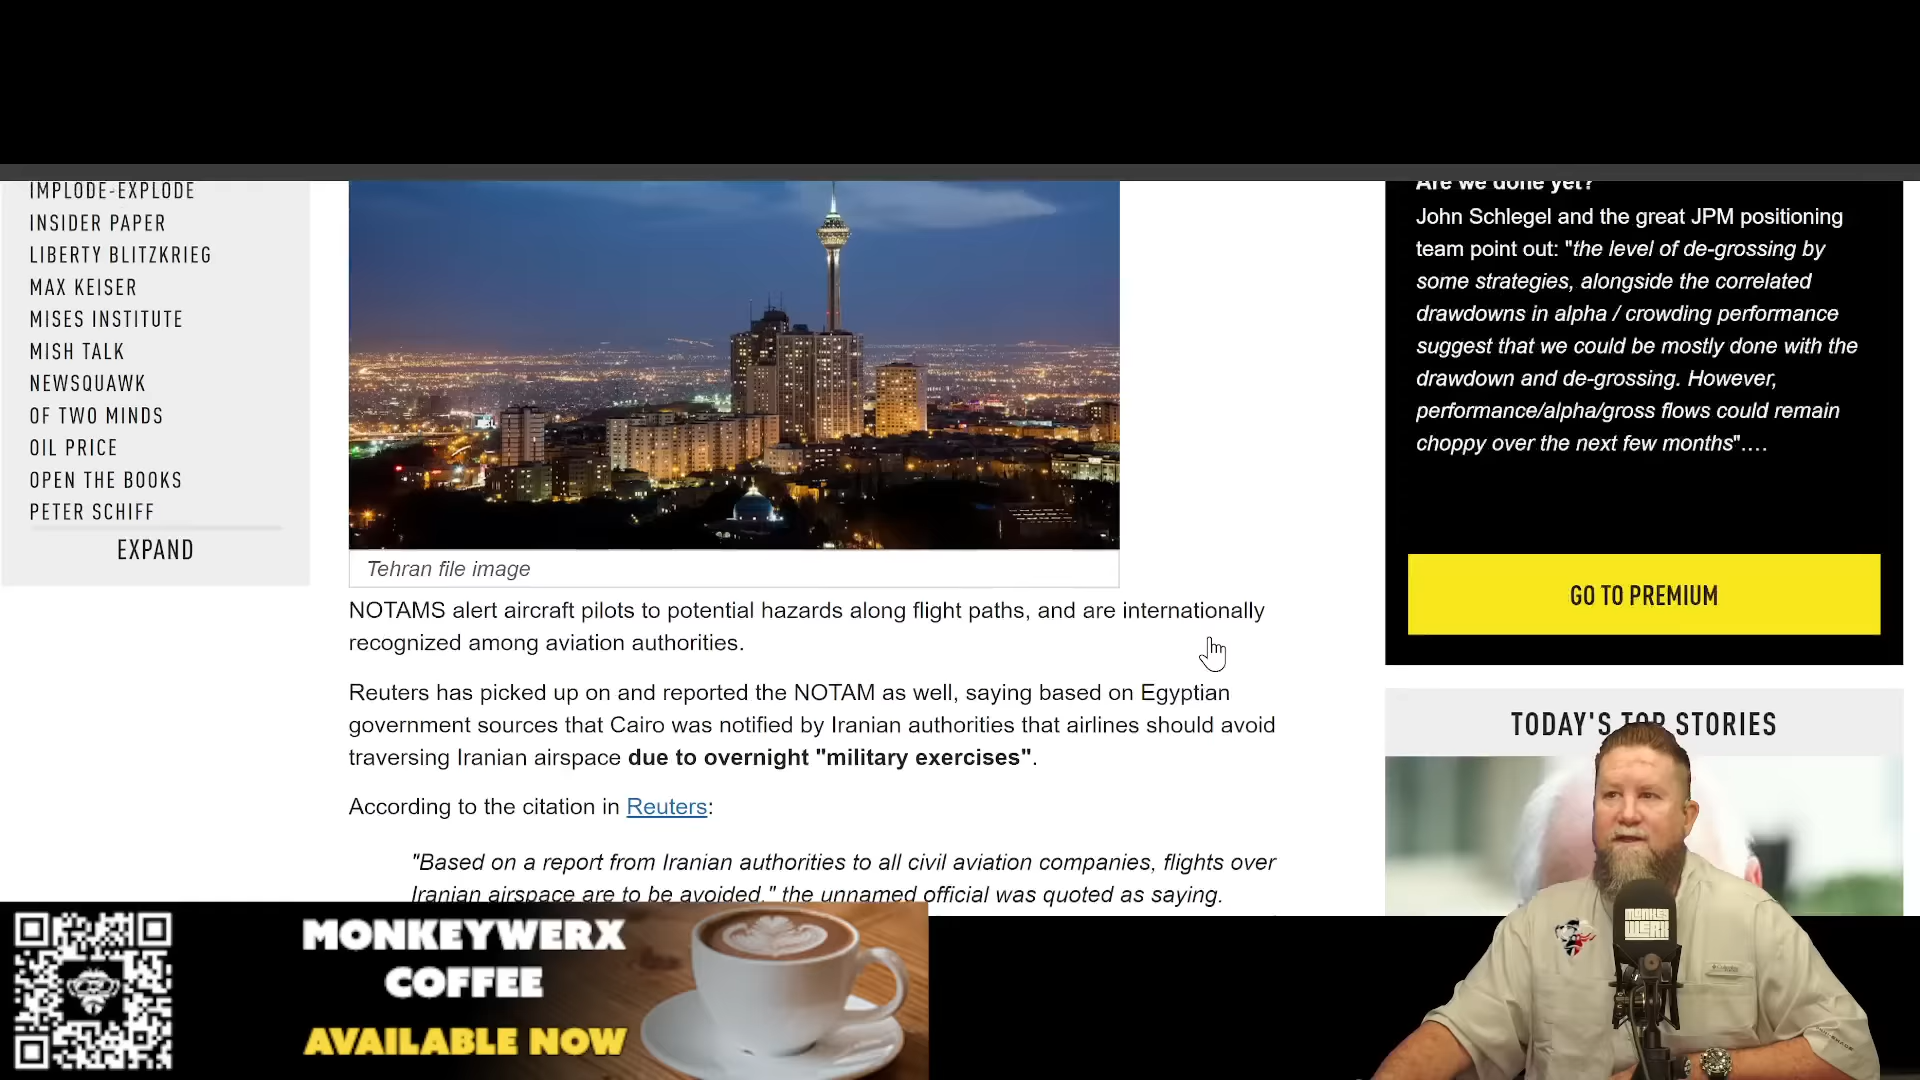 IMPLODE-EXPLODE
INSIDER PAPER
LIBERTY BLITZKRIEG
MAX KEISER
MISES INSTITUTE
MISH TALK
NEWSQUAWK
OF TWO MINDS
OIL PRICE
OPEN THE BOOKS
PETER SCHIFF
EXPAND
Tehran file image
NOTAMS alert aircraft pilots to potential hazards along flight paths, and are internationally
recognized among aviation authorities.
Reuters has picked up on and reported the NOTAM as well, saying based on Egyptian
government sources that Cairo was notified by Iranian authorities that airlines should avoid
traversing Iranian airspace due to overnight "military exercises".
According to the citation in Reuters:
"Based on a report from Iranian authorities to all civil aviation companies, flights over
Iranian airspace are to be avoided," the unnamed official was quoted as saying.
Are we done yet?
John Schlegel and the great JPM positioning
team point out: "the level of de-grossing by
some strategies, alongside the correlated
drawdowns in alpha / crowding performance
suggest that we could be mostly done with the
drawdown and de-grossing. However,
performance/alpha/gross flows could remain
choppy over the next few months"....
GO TO PREMIUM
TODAY'S TOP STORIES
MONKEYWERX
COFFEE
AVAILABLE NOW
MONKEY
WERX
Columbia